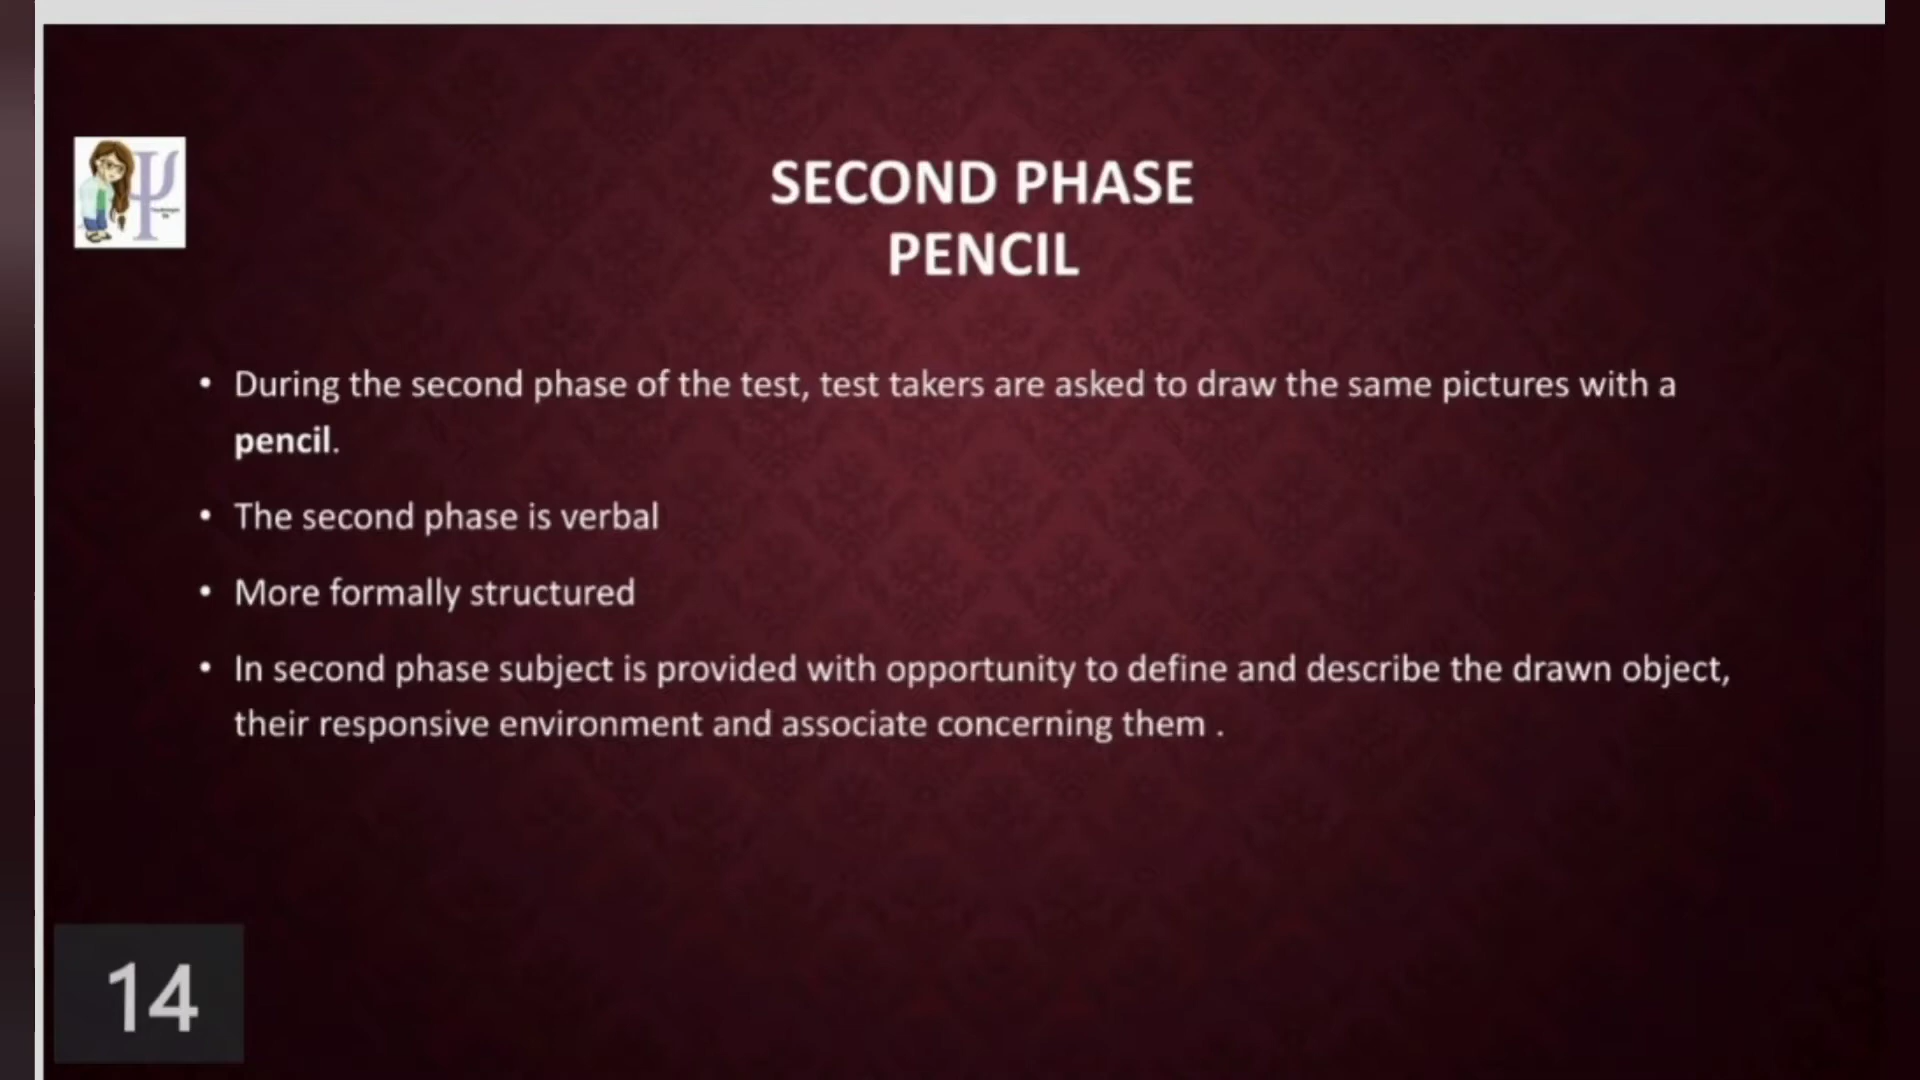 SECOND PHASE
PENCIL
• During the second phase of the test, test takers are asked to draw the same pictures with a
pencil.
• The second phase is verbal
• More formally structured
• In second phase subject is provided with opportunity to define and describe the drawn object,
their responsive environment and associate concerning them .
14